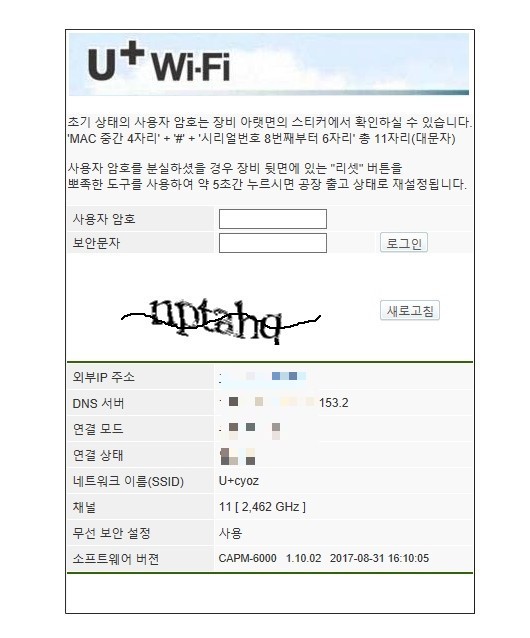 U+ Wi-Fi
초기 상태의 사용자 암호는 장비 아랫면의 스티커에서 확인하실 수 있습니다.
'MAC 중간 4자리' + '#' + '시리얼번호 8번째부터 6자리' 총 11자리(대문자)
사용자 암호를 분실하셨을 경우 장비 뒷면에 있는 "리셋" 버튼을
뾰족한 도구를 사용하여 약 5초간 누르시면 공장 출고 상태로 재설정됩니다.
사용자 암호
보안문자 로그인
nptahq
새로고침
외부IP 주소
DNS 서버 153.2
연결 모드
연결 상태
네트워크 이름(SSID) U+cyoz
채널 11 [ 2,462 GHz ]
무선 보안 설정 사용
소프트웨어 버젼 CAPM-6000 1.10.02 2017-08-31 16:10:05